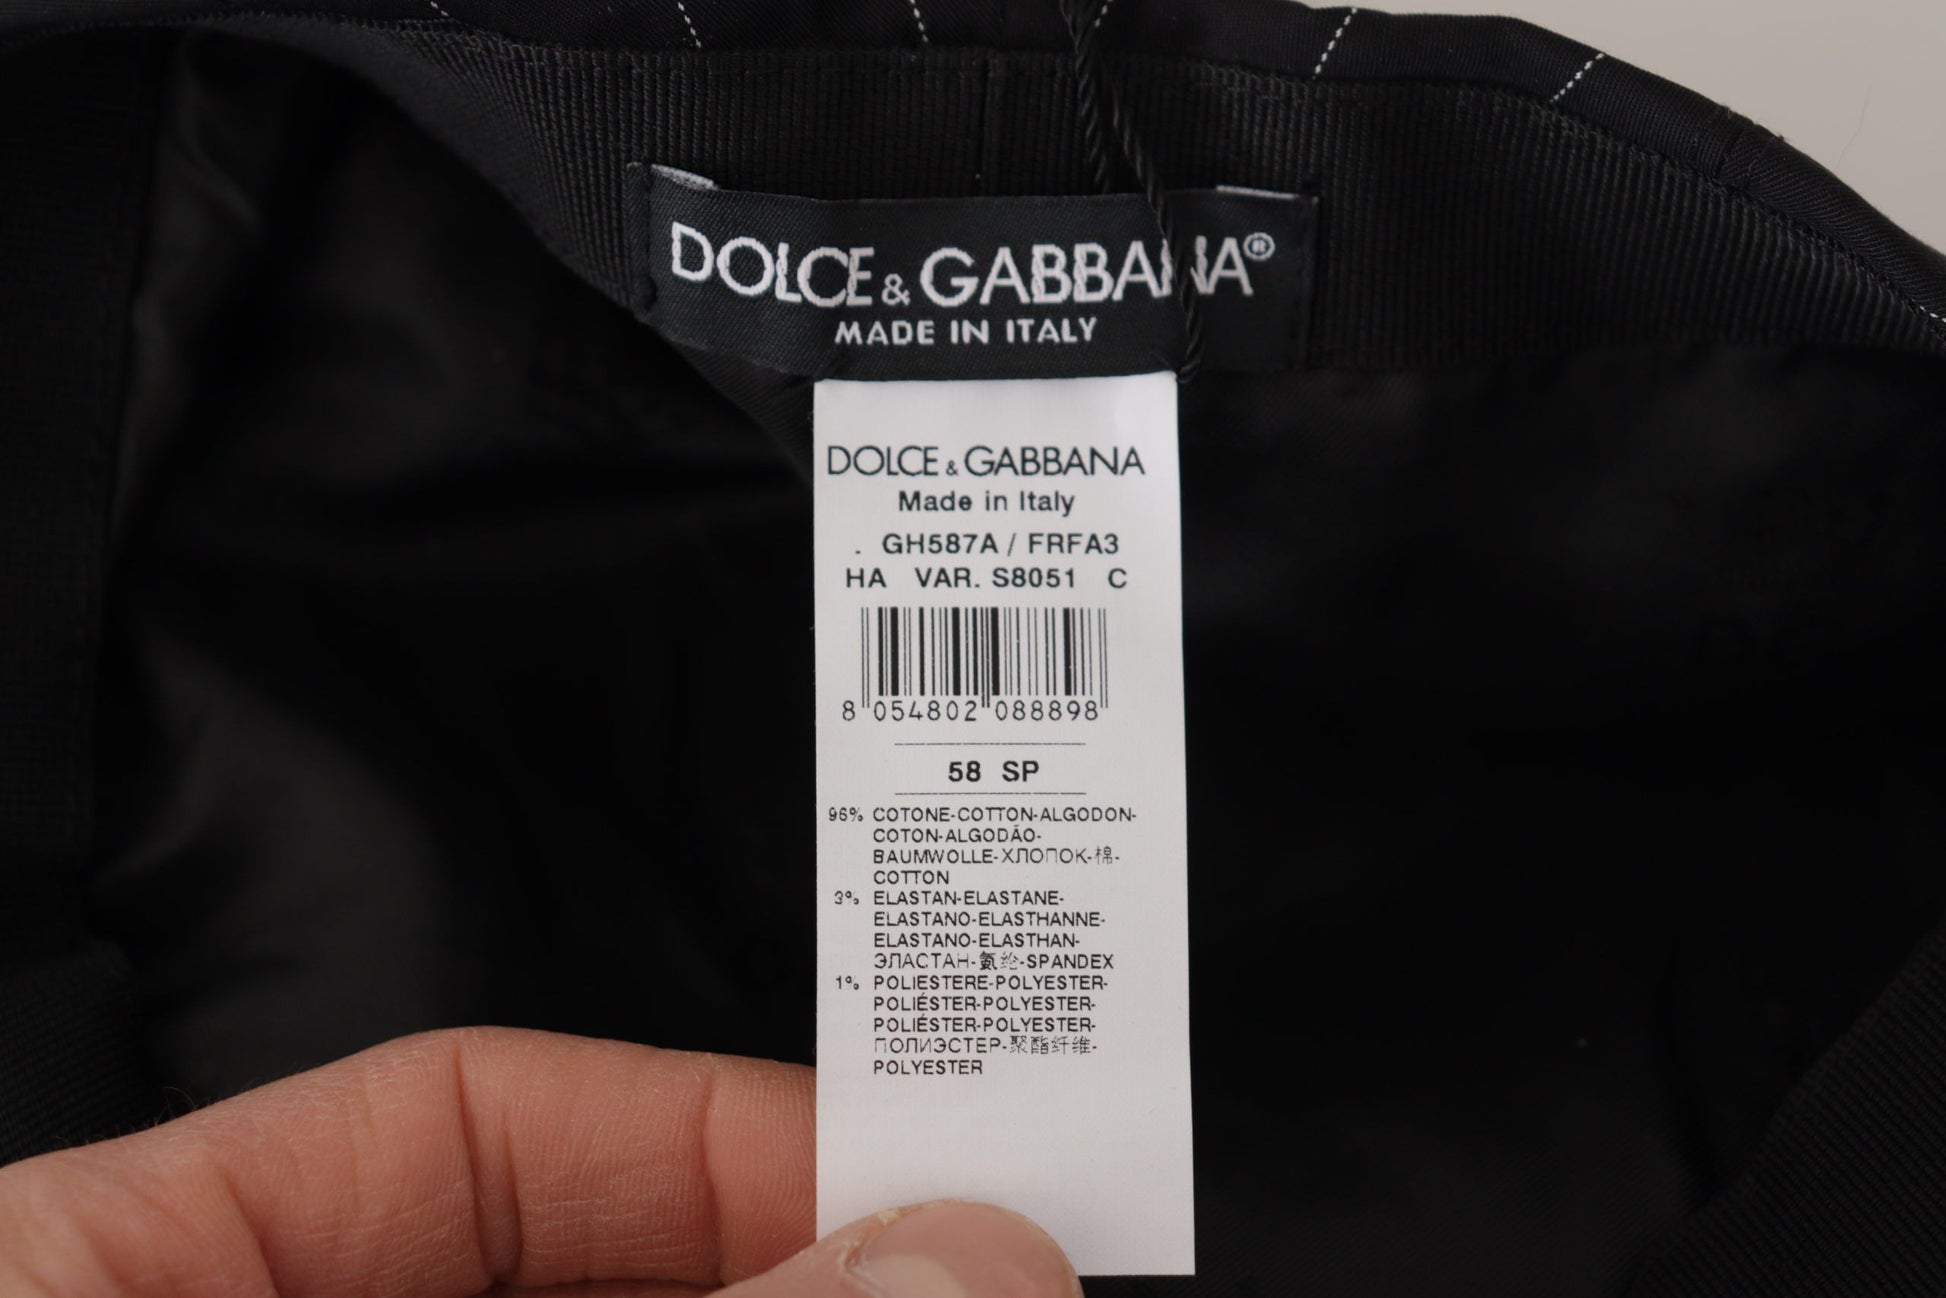 DOLCE & GABBANA®
MADE IN ITALY
DOLCE & GABBANA
Made in Italy
. GH587A / FRFA3
HA VAR. S8051 C
8 054802 088898
58 SP
96% COTONE-COTTON-ALGODON-
COTON-ALGODÃO-
BAUMWOLLE-ХЛОПОК-棉-
COTTON
3% ELASTAN-ELASTANE-
ELASTANO-ELASTHANNE-
ELASTANO-ELASTHAN-
ЭЛАСТАН-氨纶-SPANDEX
1% POLIESTERE-POLYESTER-
POLIÉSTER-POLYESTER-
POLIÉSTER-POLYESTER-
ПОЛИЭСТЕР-聚酯纤维-
POLYESTER